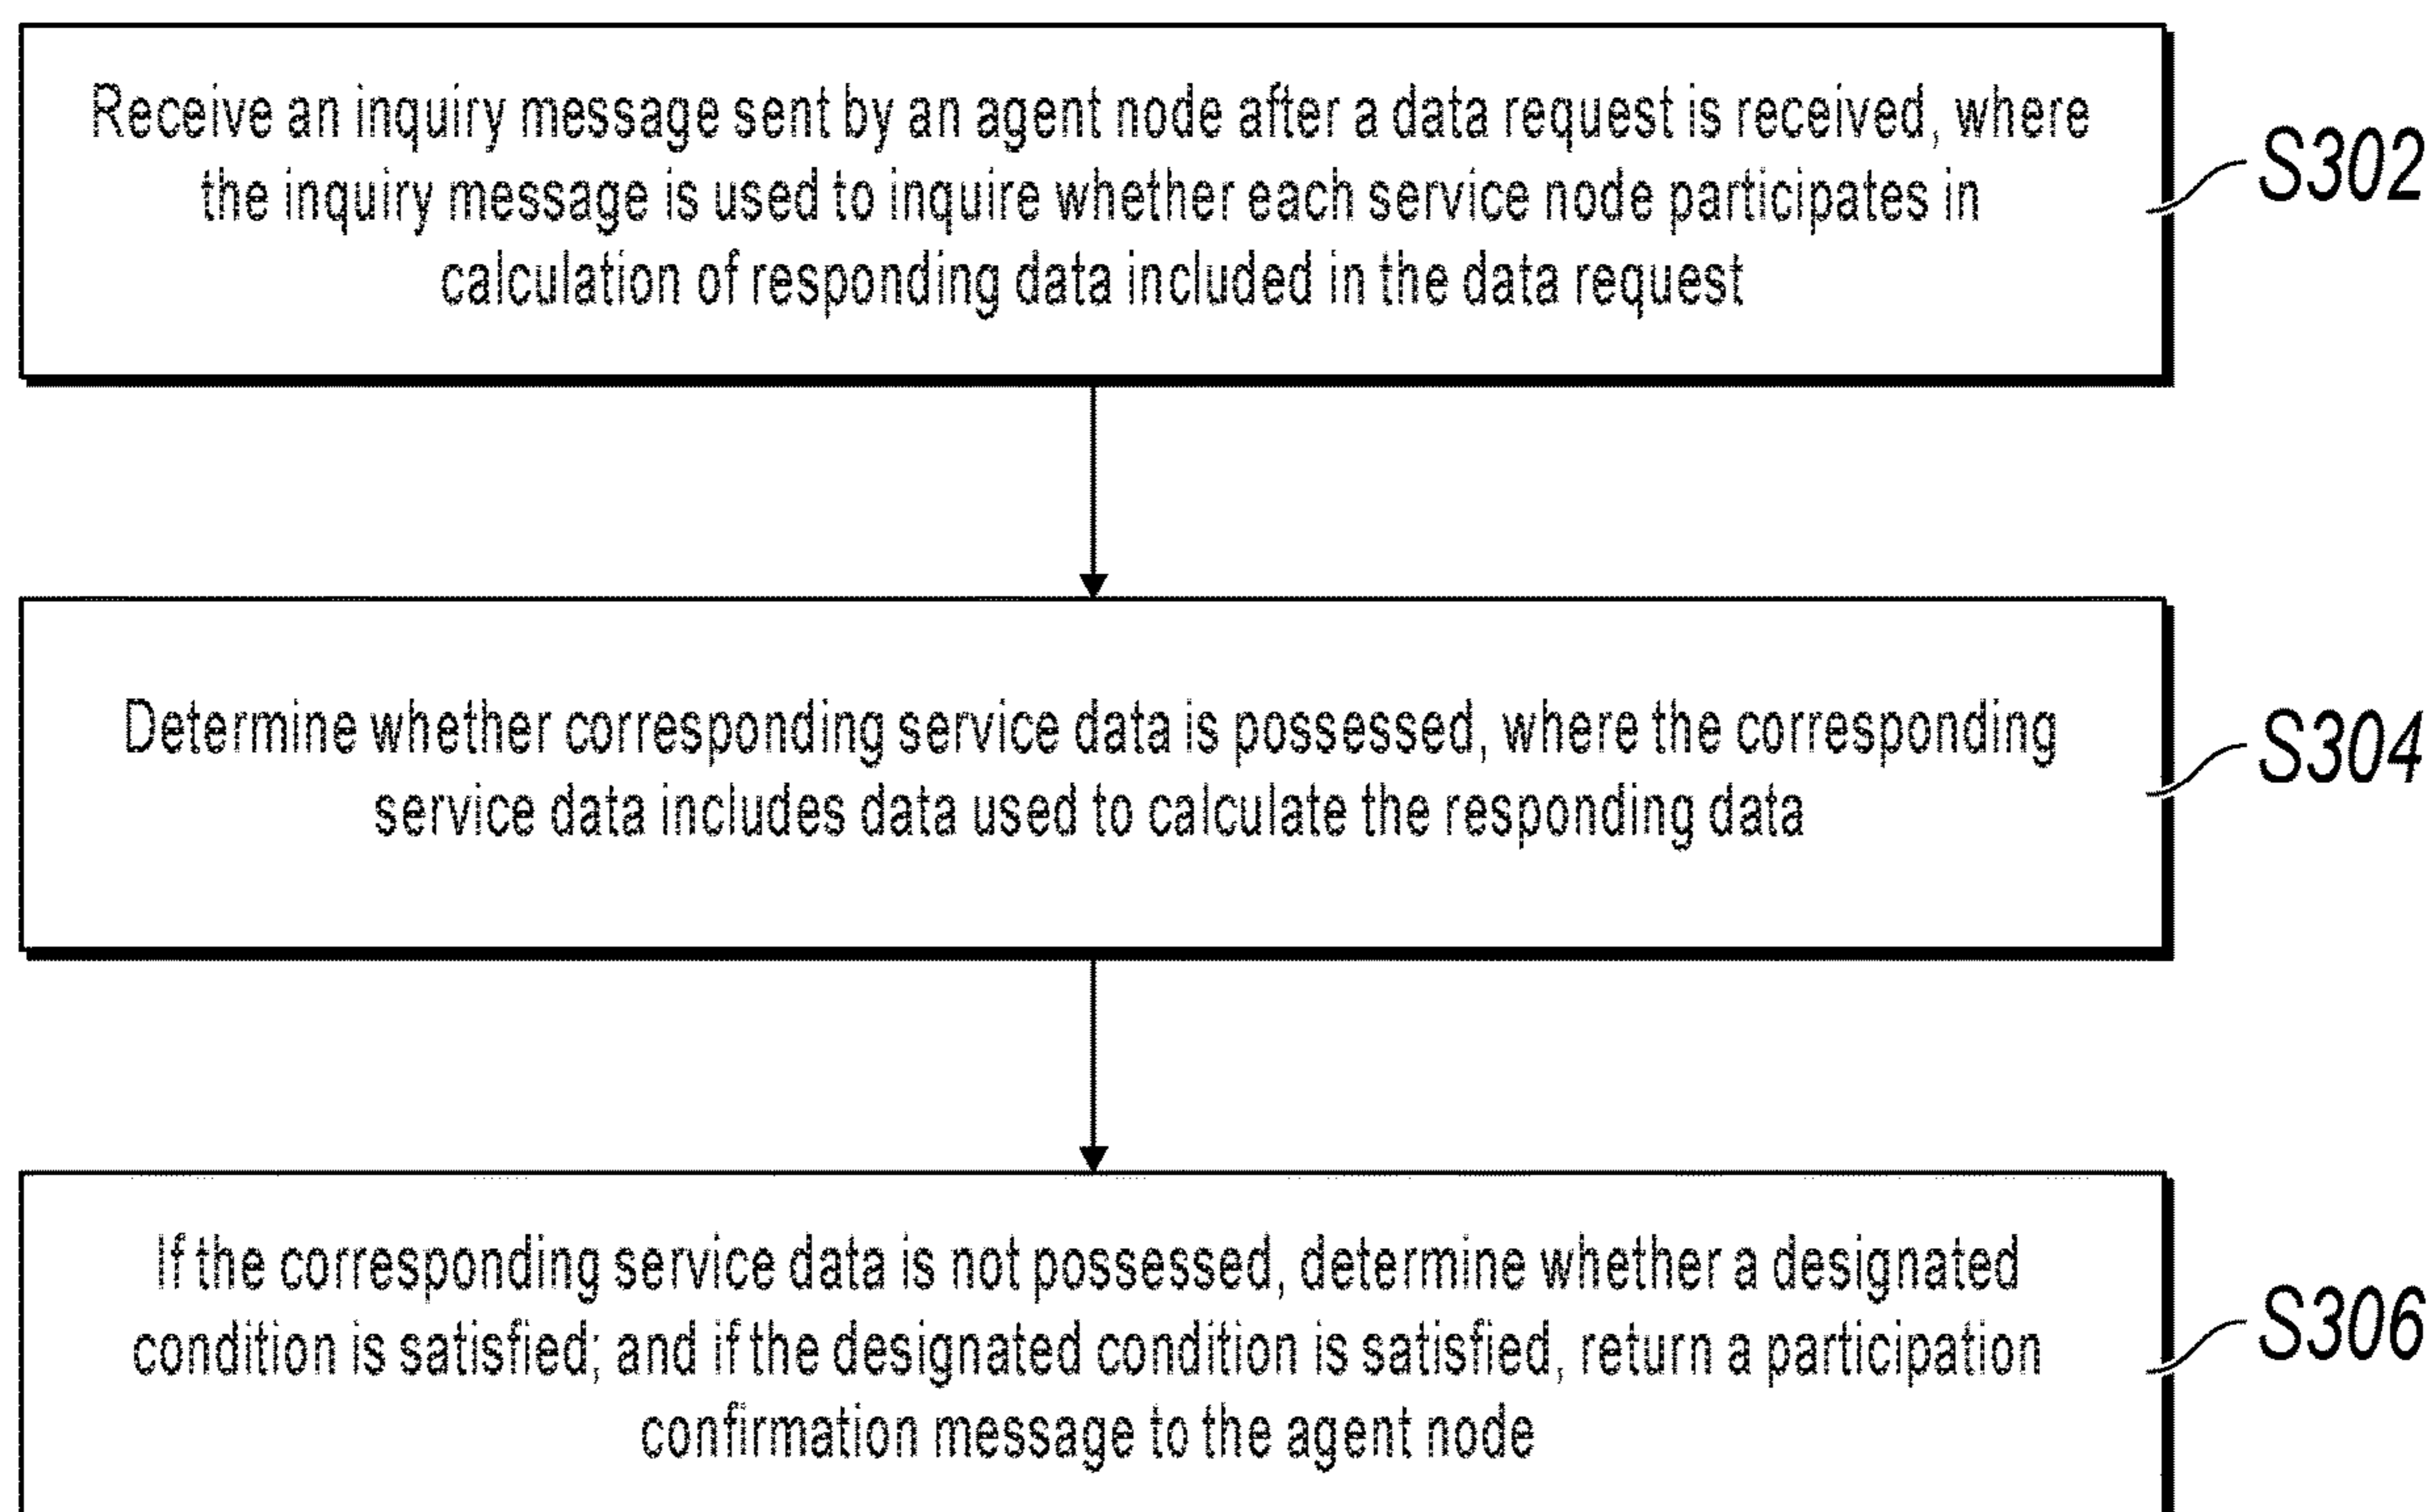 Receive an inquiry message sent by an agent node after a data request is received, where
the inquiry message is used to inquire whether each service node participates in
calculation of responding data included in the data request
S302
Determine whether corresponding service data is possessed, where the corresponding
service data includes data used to calculate the responding data
S304
If the corresponding service data is not possessed, determine whether a designated
condition is satisfied; and if the designated condition is satisfied, return a participation
confirmation message to the agent node
S306